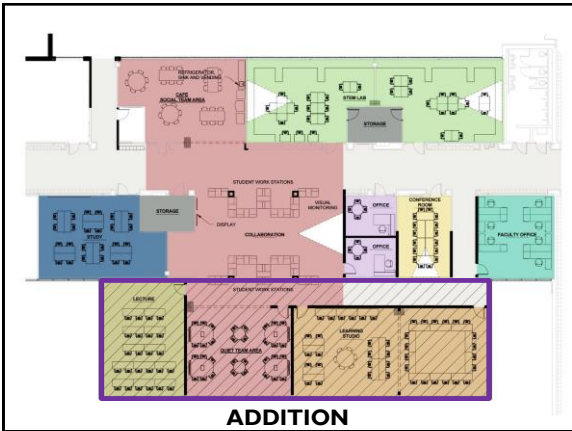 REFRIGERATOR,
SINK AND VENDING
CAFE
SOCIAL TEAM AREA
STEM LAB
STORAGE
STUDENT WORK STATIONS
VISUAL
MONITORING
OFFICE
CONFERENCE
ROOM
STORAGE
DISPLAY
COLLABORATION
FACULTY OFFICE
STUDY
OFFICE
STUDENT WORK STATIONS
LECTURE
QUIET TEAM AREA
LEARNING
STUDIO
ADDITION